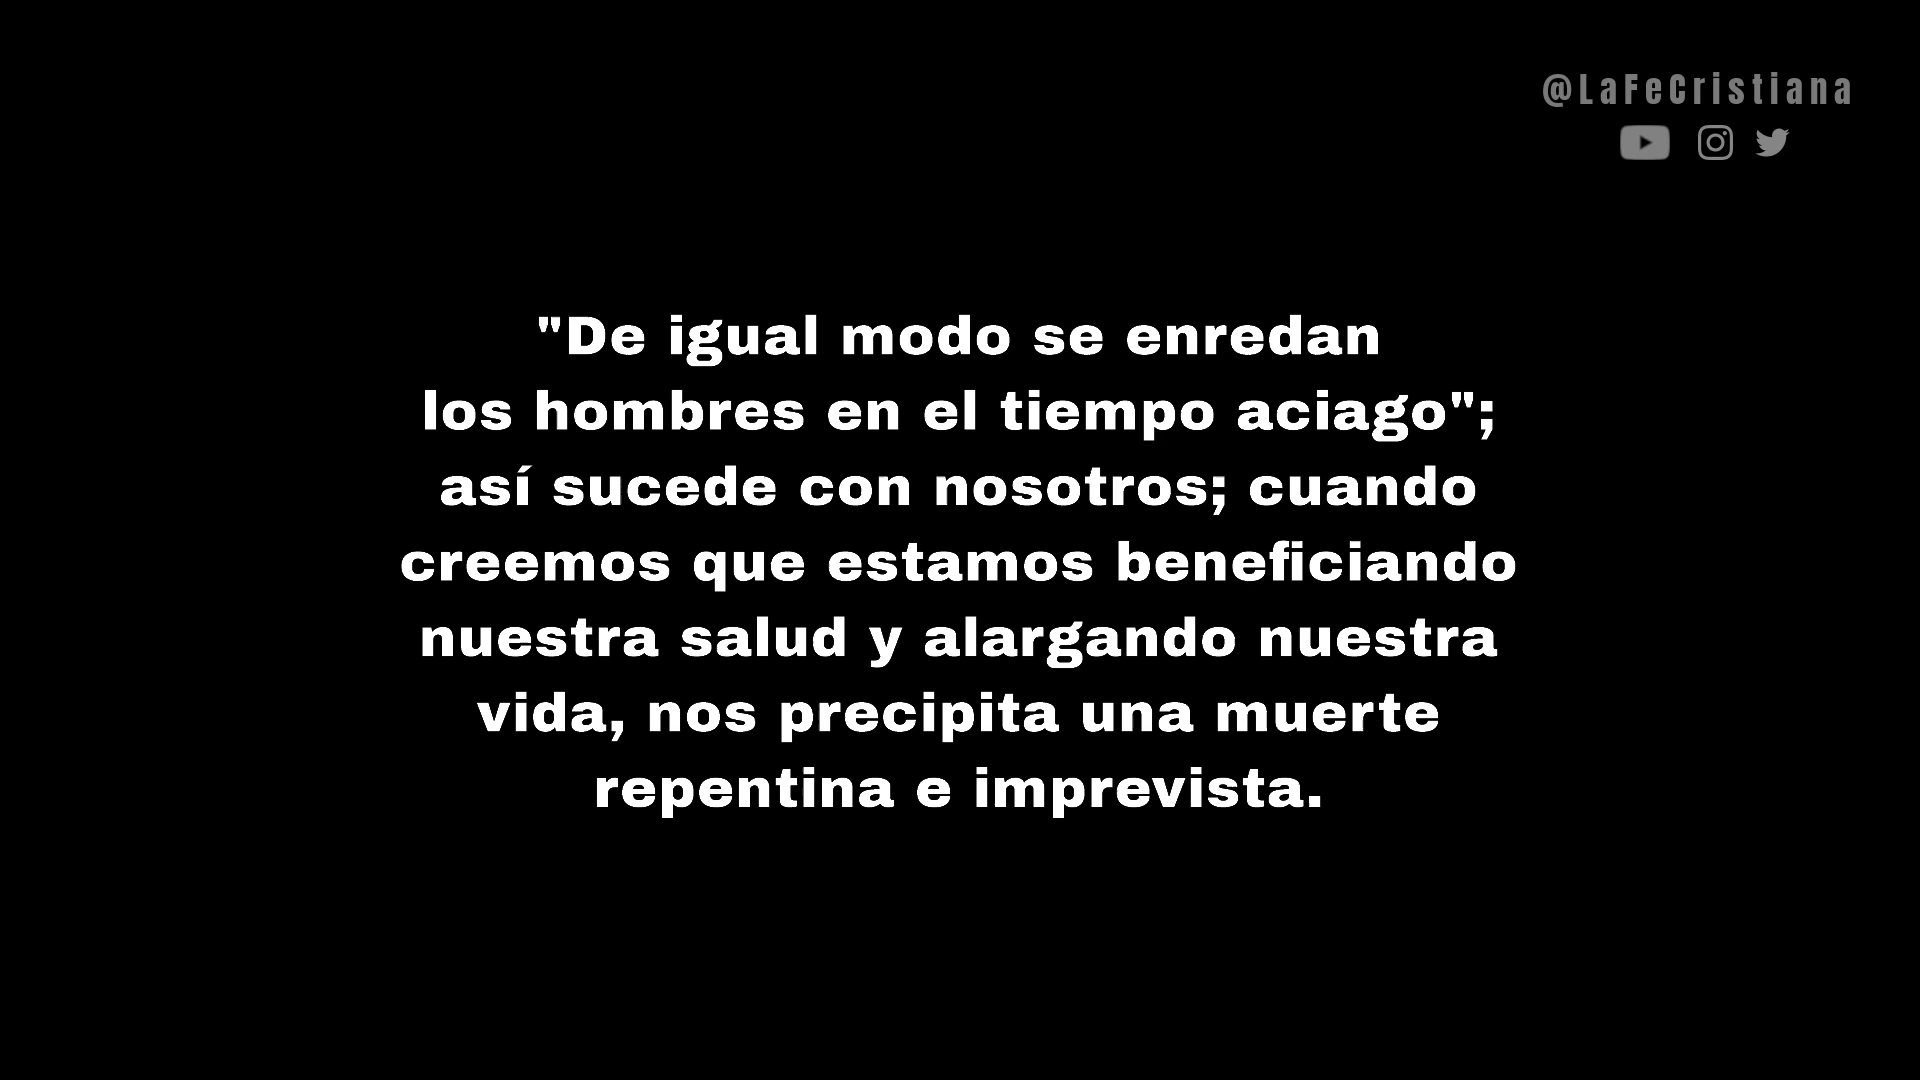 @LaFeCristiana
"De igual modo se enredan
los hombres en el tiempo aciago";
así sucede con nosotros; cuando
creemos que estamos beneficiando
nuestra salud y alargando nuestra
vida, nos precipita una muerte
repentina e imprevista.